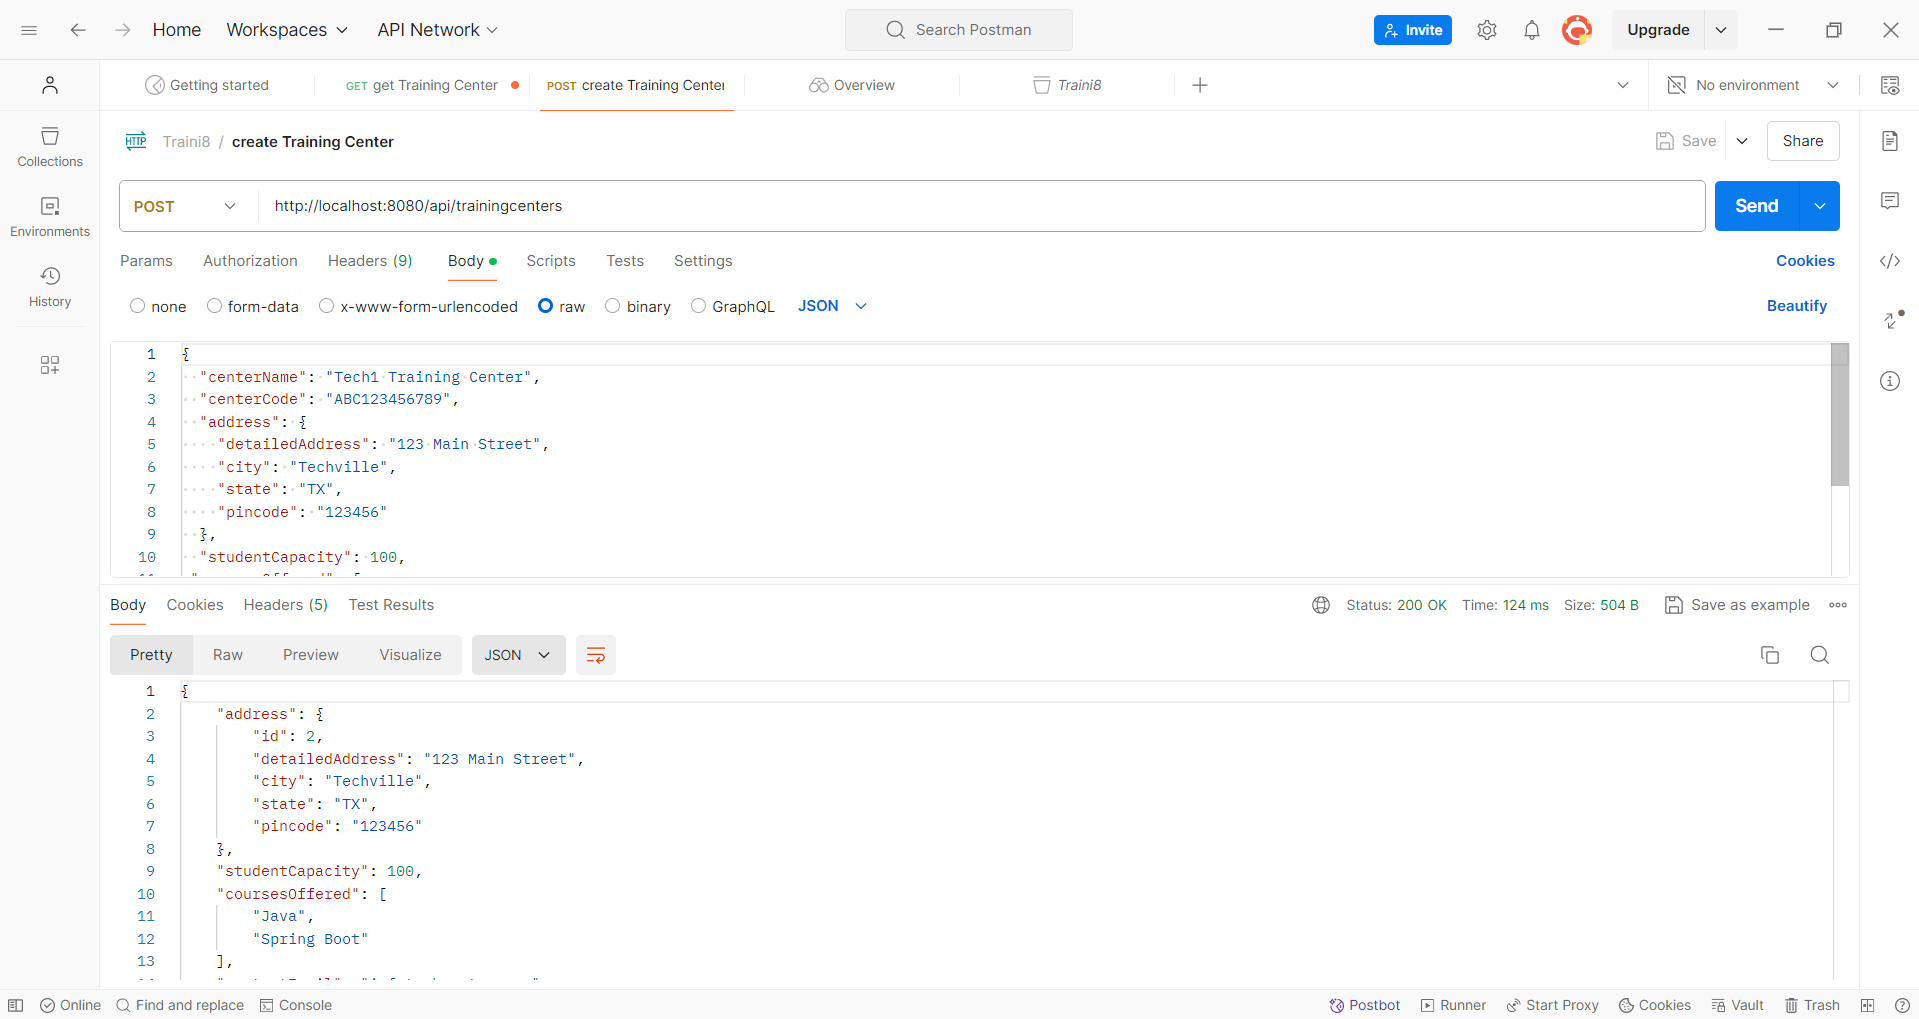 Home Workspaces API Network Search Postman Invite Upgrade
Getting started GET get Training Center POST create Training Center Overview Traini8 No environment
Traini8 / create Training Center Save Share
Collections
Environments
History
POST http://localhost:8080/api/trainingcenters Send
Params Authorization Headers (9) Body Scripts Tests Settings Cookies
none form-data x-www-form-urlencoded raw binary GraphQL JSON Beautify
1 {
2 "centerName": "Tech1 Training Center",
3 "centerCode": "ABC123456789",
4 "address": {
5 "detailedAddress": "123 Main Street",
6 "city": "Techville",
7 "state": "TX",
8 "pincode": "123456"
9 },
10 "studentCapacity": 100,
Body Cookies Headers (5) Test Results Status: 200 OK Time: 124 ms Size: 504 B Save as example
Pretty Raw Preview Visualize JSON
1 {
2 "address": {
3 "id": 2,
4 "detailedAddress": "123 Main Street",
5 "city": "Techville",
6 "state": "TX",
7 "pincode": "123456"
8 },
9 "studentCapacity": 100,
10 "coursesOffered": [
11 "Java",
12 "Spring Boot"
13 ],
Online Find and replace Console Postbot Runner Start Proxy Cookies Vault Trash